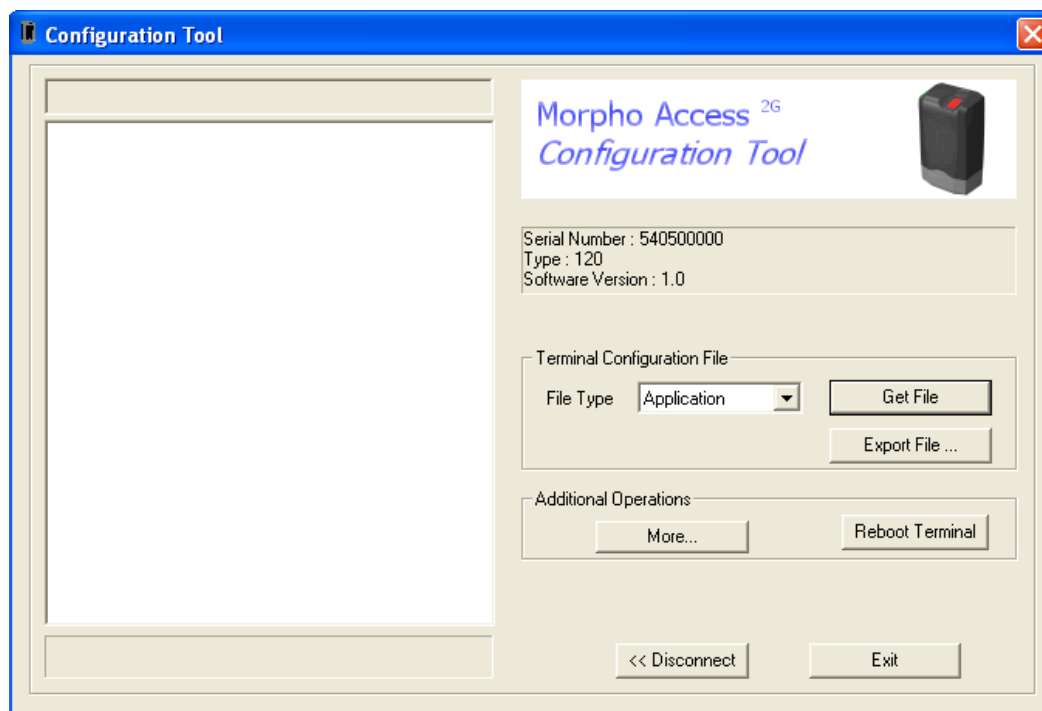 Configuration Tool
Morpho Access 2G
Configuration Tool
Serial Number : 540500000
Type : 120
Software Version : 1.0
Terminal Configuration File
File Type Application Get File
Export File ...
Additional Operations
More... Reboot Terminal
<< Disconnect Exit